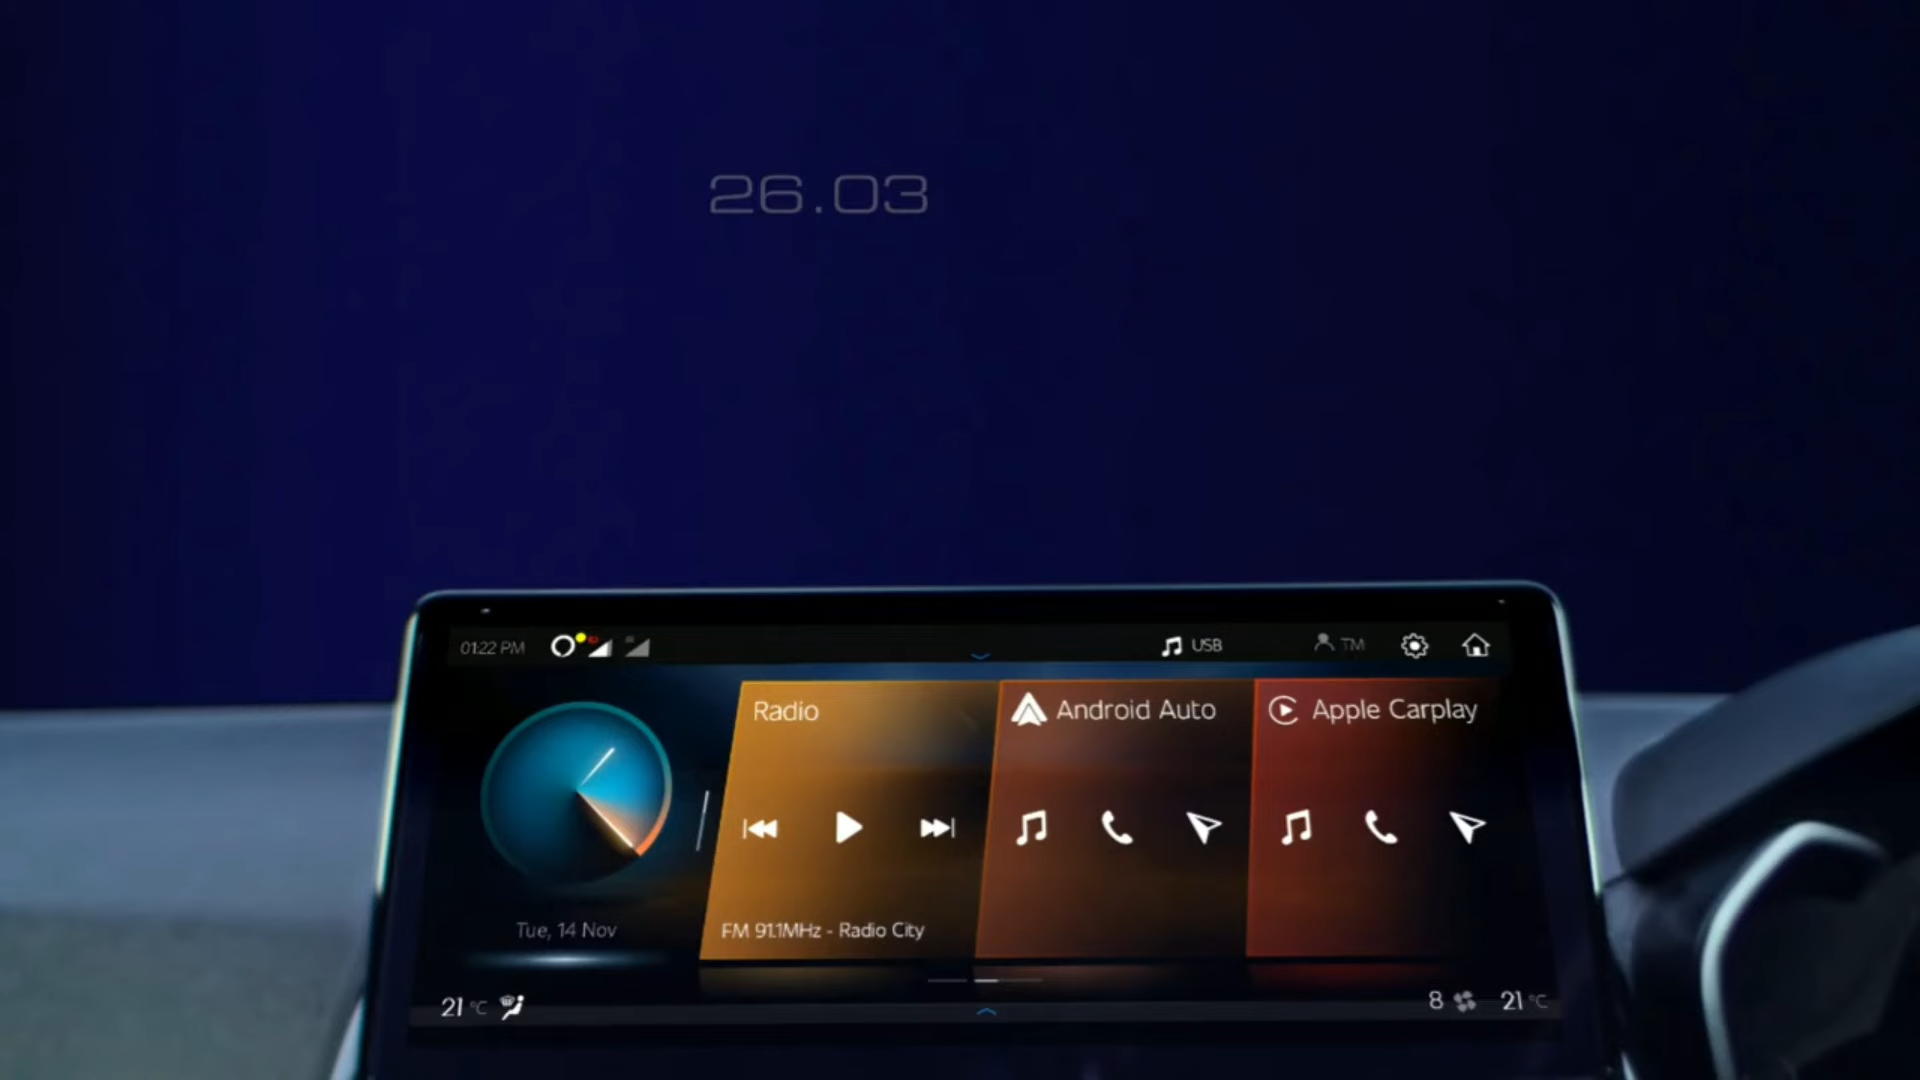 26.03
01:22 PM
USB
TM
Radio
Android Auto
Apple Carplay
Tue, 14 Nov
FM 91.1MHz - Radio City
21 °C
8
21 °C